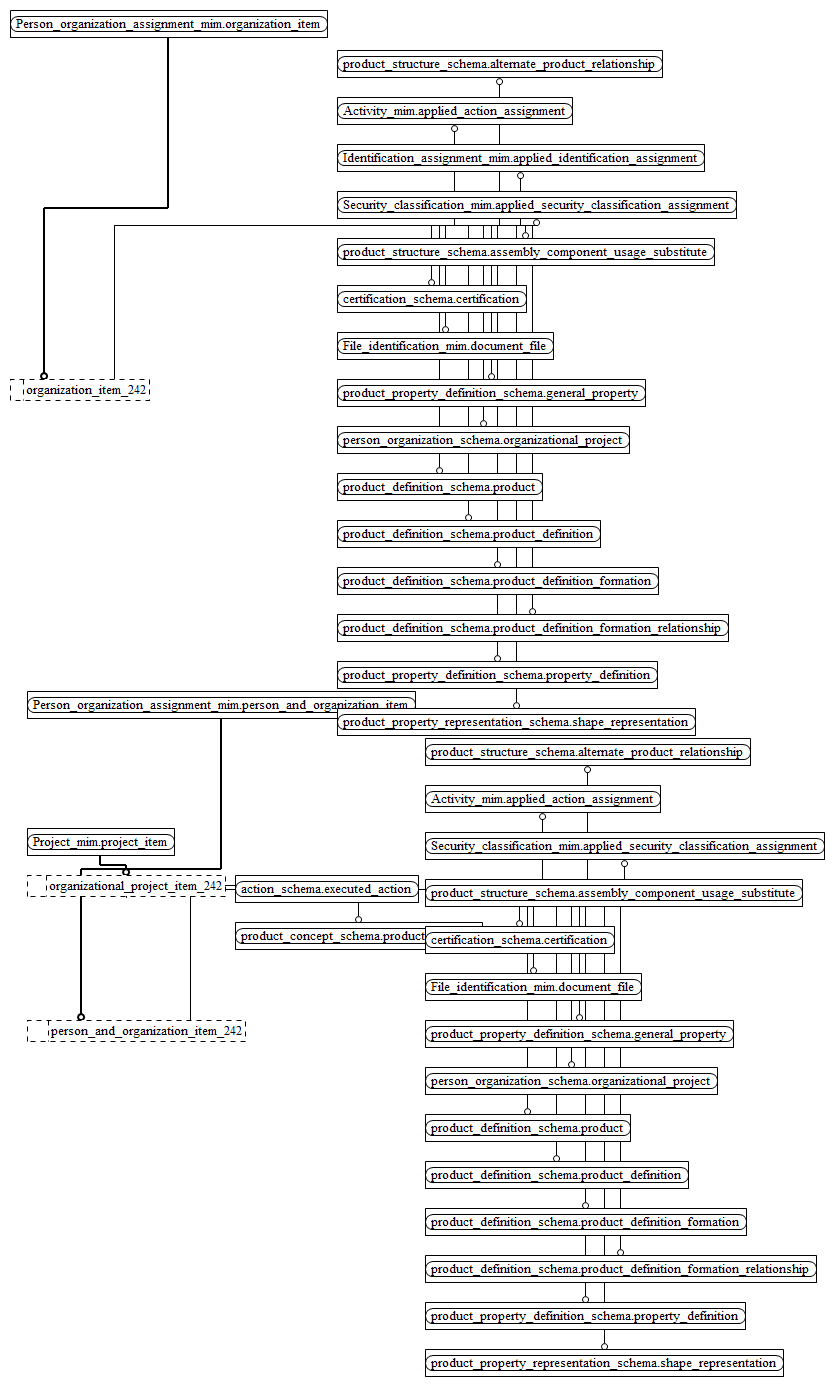 Person_organization_assignment_mim.organization_item
product_structure_schema.alternate_product_relationship
Activity_mim.applied_action_assignment
Identification_assignment_mim.applied_identification_assignment
Security_classification_mim.applied_security_classification_assignment
product_structure_schema.assembly_component_usage_substitute
certification_schema.certification
File_identification_mim.document_file
organization_item_242
product_property_definition_schema.general_property
person_organization_schema.organizational_project
product_definition_schema.product
product_definition_schema.product_definition
product_definition_schema.product_definition_formation
product_definition_schema.product_definition_formation_relationship
product_property_definition_schema.property_definition
Person_organization_assignment_mim.person_and_organization_item
product_property_representation_schema.shape_representation
product_structure_schema.alternate_product_relationship
Activity_mim.applied_action_assignment
Project_mim.project_item
Security_classification_mim.applied_security_classification_assignment
organizational_project_item_242
action_schema.executed_action
product_structure_schema.assembly_component_usage_substitute
product_concept_schema.product
certification_schema.certification
File_identification_mim.document_file
person_and_organization_item_242
product_property_definition_schema.general_property
person_organization_schema.organizational_project
product_definition_schema.product
product_definition_schema.product_definition
product_definition_schema.product_definition_formation
product_definition_schema.product_definition_formation_relationship
product_property_definition_schema.property_definition
product_property_representation_schema.shape_representation